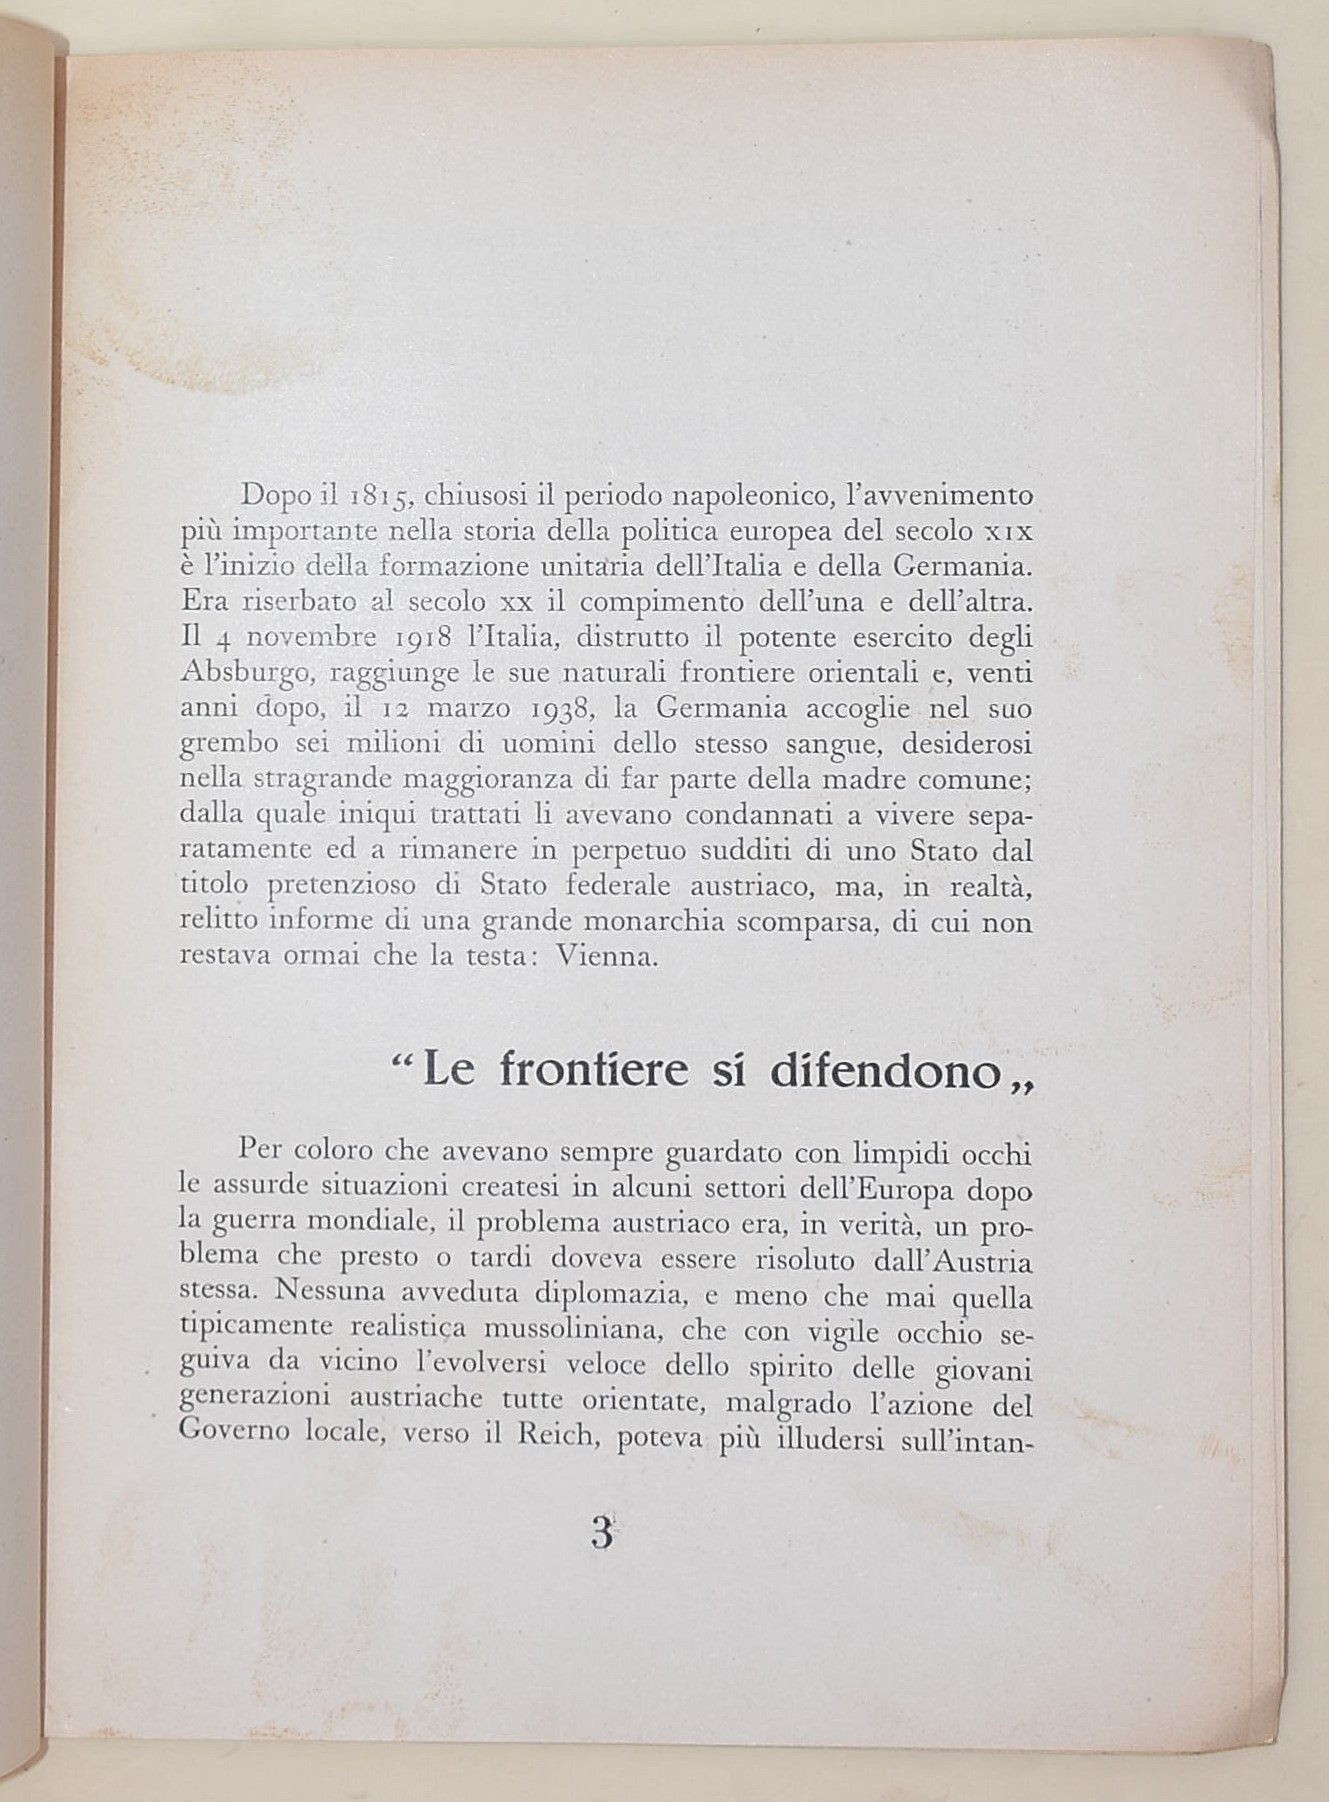 Dopo il 1815, chiusosi il periodo napoleonico, l'avvenimento
più importante nella storia della politica europea del secolo XIX
è l'inizio della formazione unitaria dell'Italia e della Germania.
Era riserbato al secolo XX il compimento dell'una e dell'altra.
Il 4 novembre 1918 l'Italia, distrutto il potente esercito degli
Absburgo, raggiunge le sue naturali frontiere orientali e, venti
anni dopo, il 12 marzo 1938, la Germania accoglie nel suo
grembo sei milioni di uomini dello stesso sangue, desiderosi
nella stragrande maggioranza di far parte della madre comune;
dalla quale iniqui trattati li avevano condannati a vivere sepa-
ratamente ed a rimanere in perpetuo sudditi di uno Stato dal
titolo pretenzioso di Stato federale austriaco, ma, in realtà,
relitto informe di una grande monarchia scomparsa, di cui non
restava ormai che la testa: Vienna.
“Le frontiere si difendono„
Per coloro che avevano sempre guardato con limpidi occhi
le assurde situazioni createsi in alcuni settori dell'Europa dopo
la guerra mondiale, il problema austriaco era, in verità, un pro-
blema che presto o tardi doveva essere risoluto dall'Austria
stessa. Nessuna avveduta diplomazia, e meno che mai quella
tipicamente realistica mussoliniana, che con vigile occhio se-
guiva da vicino l'evolversi veloce dello spirito delle giovani
generazioni austriache tutte orientate, malgrado l'azione del
Governo locale, verso il Reich, poteva più illudersi sull'intan-
3